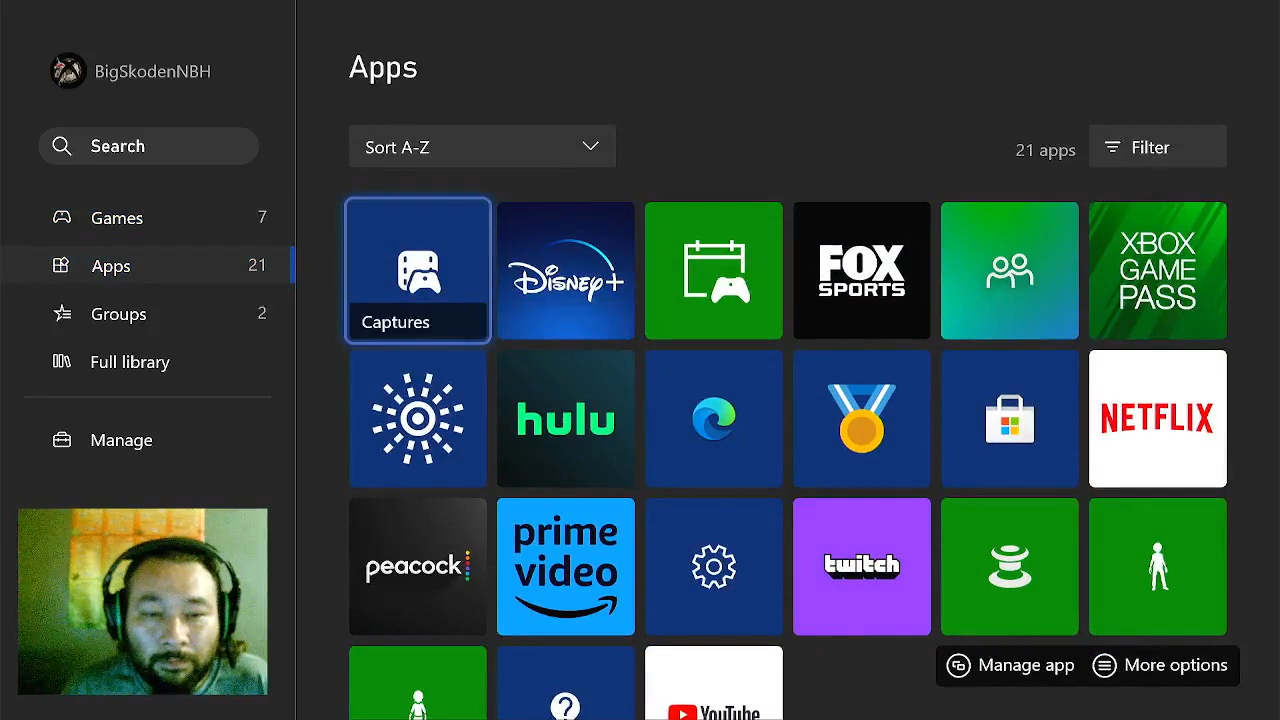 BigSkodenNBH
Search
Games 7
Apps 21
Groups 2
Full library
Manage
Apps
Sort A-Z
21 apps
Filter
Captures
Disney+
FOX
SPORTS
XBOX
GAME
PASS
hulu
NETFLIX
peacock
prime
video
twitch
?
YouTube
Manage app
More options